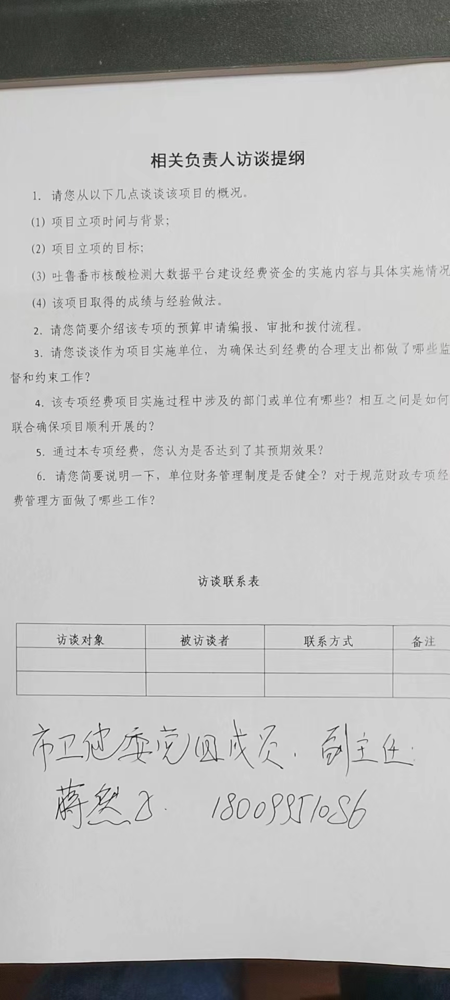 相关负责人访谈提纲
1. 请您从以下几点谈谈该项目的概况。
(1) 项目立项时间与背景;
(2) 项目立项的目标;
(3) 吐鲁番市核酸检测大数据平台建设经费资金的实施内容与具体实施情况
(4) 该项目取得的成绩与经验做法。
2. 请您简要介绍该专项的预算申请编报、审批和拨付流程。
3. 请您谈谈作为项目实施单位，为确保达到经费的合理支出都做了哪些监
督和约束工作？
4. 该专项经费项目实施过程中涉及的部门或单位有哪些？相互之间是如何
联合确保项目顺利开展的？
5. 通过本专项经费，您认为是否达到了其预期效果？
6. 请您简要说明一下，单位财务管理制度是否健全？对于规范财政专项经
费管理方面做了哪些工作？
访谈联系表
访谈对象 被访谈者 联系方式 备注
市卫健委党组成员、副主任:
蒋 18009951086